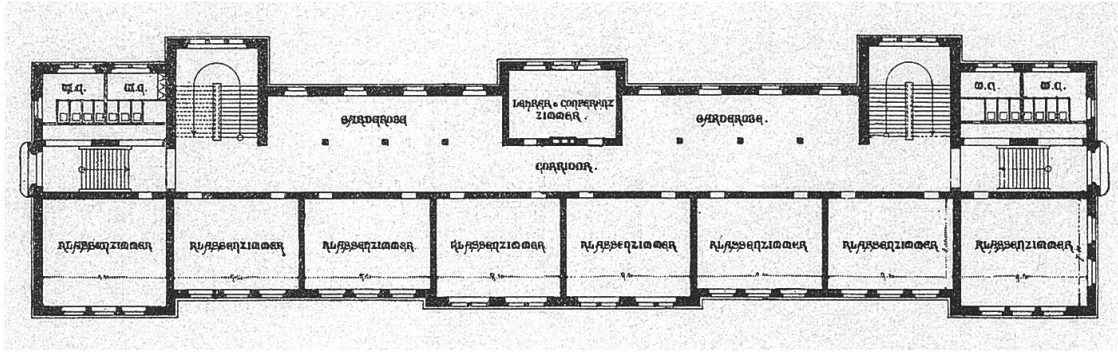 W.C. W.C. W.C. W.C.
LEHRER & CONFERENZ
ZIMMER.
GARDEROBE GARDEROBE.
CORRIDOR.
KLASSENZIMMER KLASSENZIMMER KLASSENZIMMER KLASSENZIMMER KLASSENZIMMER KLASSENZIMMER KLASSENZIMMER KLASSENZIMMER